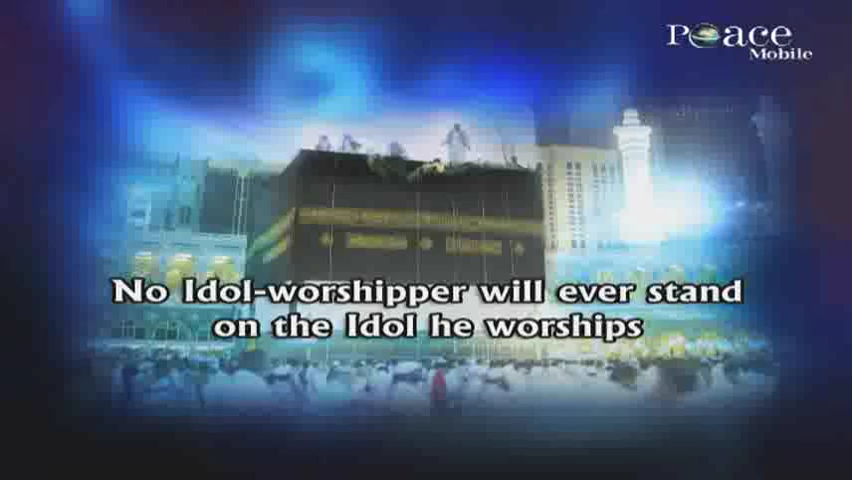 Peace
Mobile
No Idol-worshipper will ever stand
on the Idol he worships